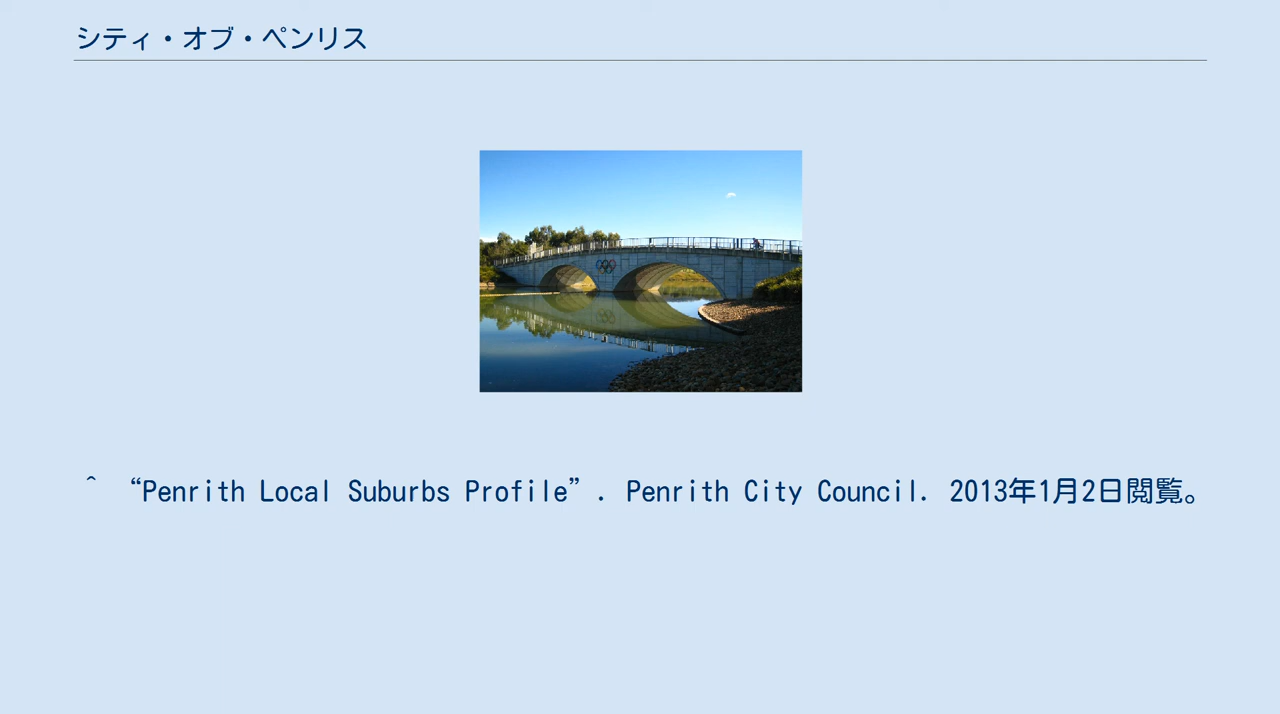 シティ・オブ・ペンリス
^ “Penrith Local Suburbs Profile”. Penrith City Council. 2013年1月2日閲覧。